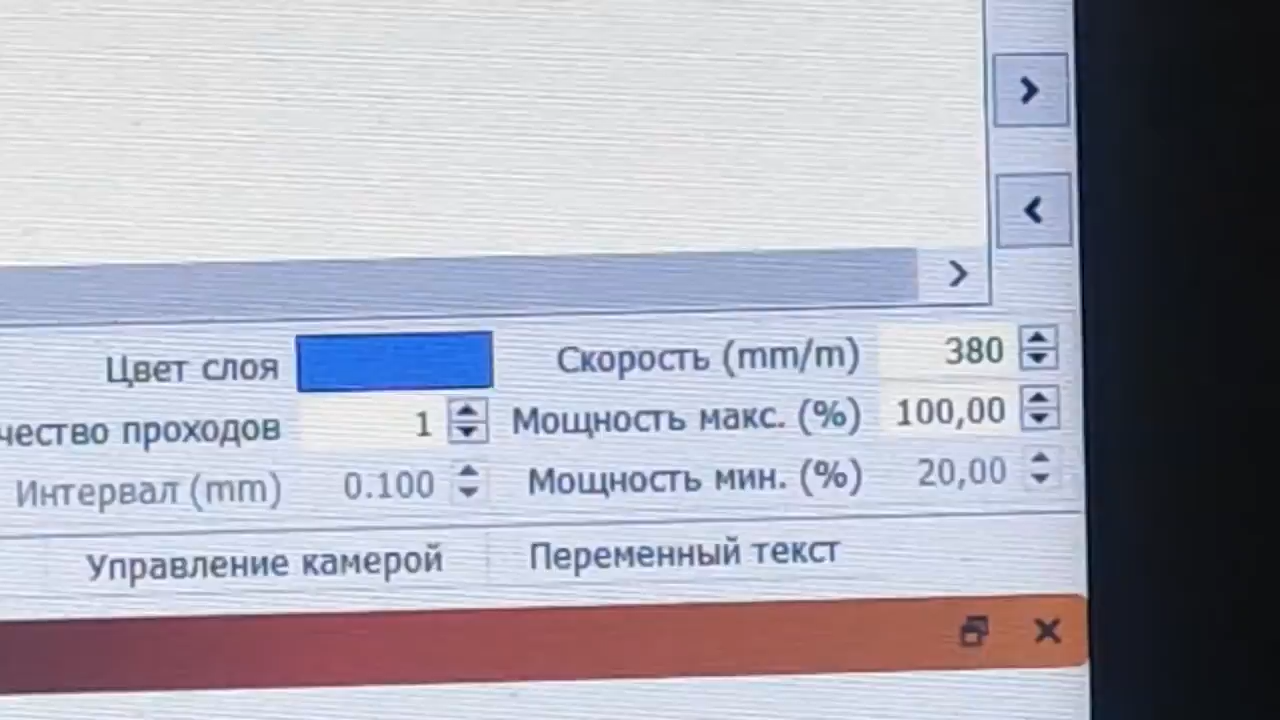 Цвет слоя Скорость (mm/m) 380
чество проходов 1 Мощность макс. (%) 100,00
Интервал (mm) 0.100 Мощность мин. (%) 20,00
Управление камерой Переменный текст